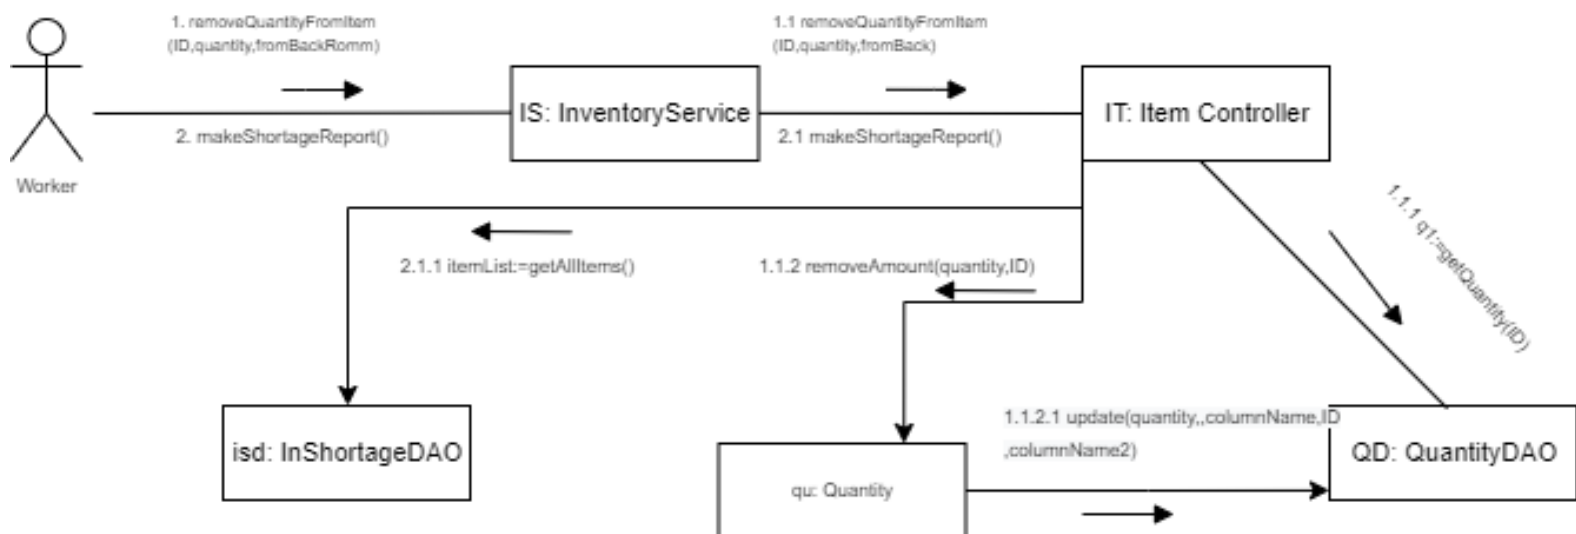 1. removeQuantityFromItem
(ID,quantity,fromBackRomm)
1.1 removeQuantityFromItem
(ID,quantity,fromBack)
IS: InventoryService
IT: Item Controller
2. makeShortageReport()
2.1 makeShortageReport()
Worker
1.1.1 q1:=getQuantity(ID)
2.1.1 itemList:=getAllItems()
1.1.2 removeAmount(quantity,ID)
isd: InShortageDAO
1.1.2.1 update(quantity,,columnName,ID
,columnName2)
QD: QuantityDAO
qu: Quantity